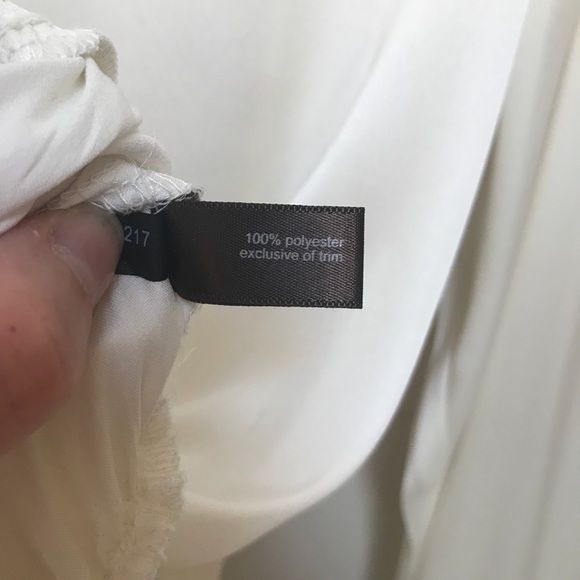 217
100% polyester
exclusive of trim